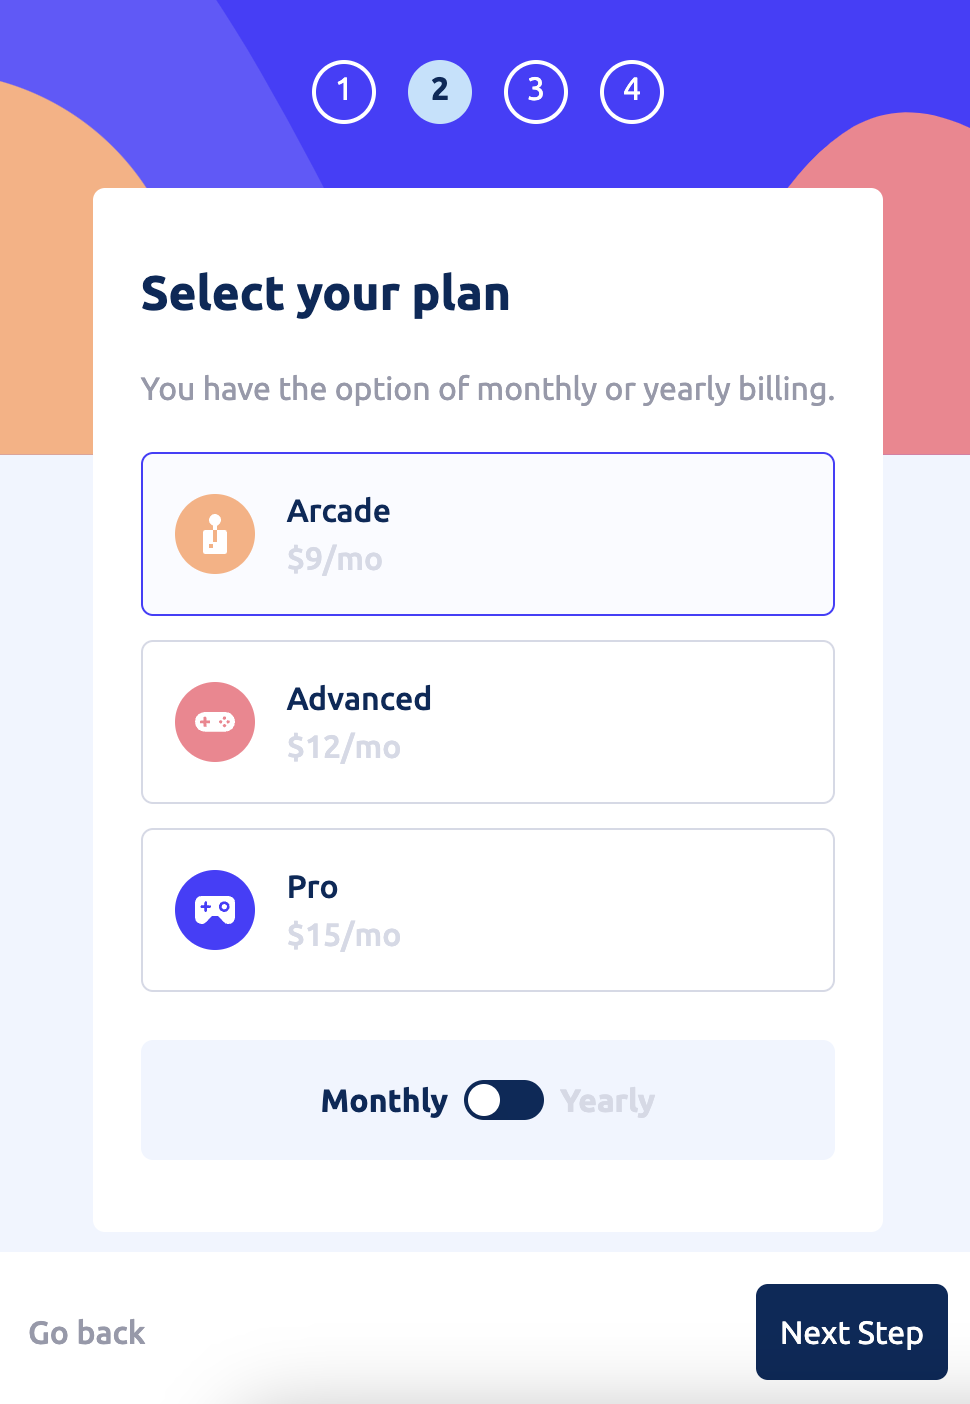 1 2 3 4
Select your plan
You have the option of monthly or yearly billing.
Arcade
$9/mo
Advanced
$12/mo
Pro
$15/mo
Monthly Yearly
Go back Next Step